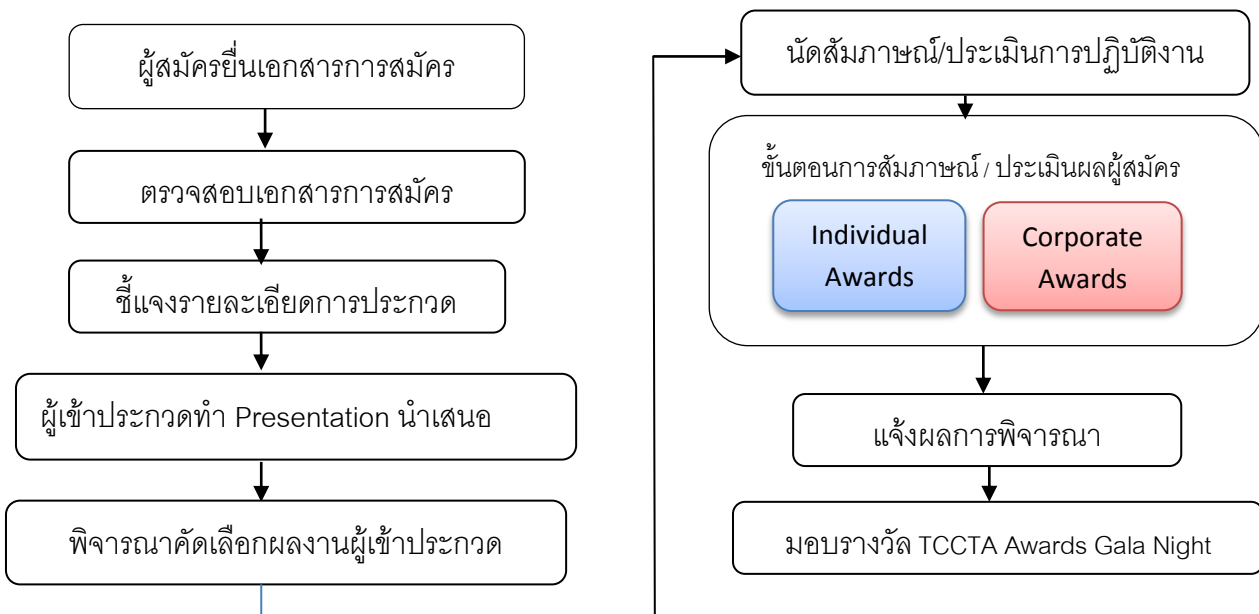 ผู้สมัครยื่นเอกสารการสมัคร
ตรวจสอบเอกสารการสมัคร
ชี้แจงรายละเอียดการประกวด
ผู้เข้าประกวดทำ Presentation นำเสนอ
พิจารณาคัดเลือกผลงานผู้เข้าประกวด
นัดสัมภาษณ์/ประเมินการปฏิบัติงาน
ขั้นตอนการสัมภาษณ์ / ประเมินผลผู้สมัคร
Individual
Awards
Corporate
Awards
แจ้งผลการพิจารณา
มอบรางวัล TCCTA Awards Gala Night